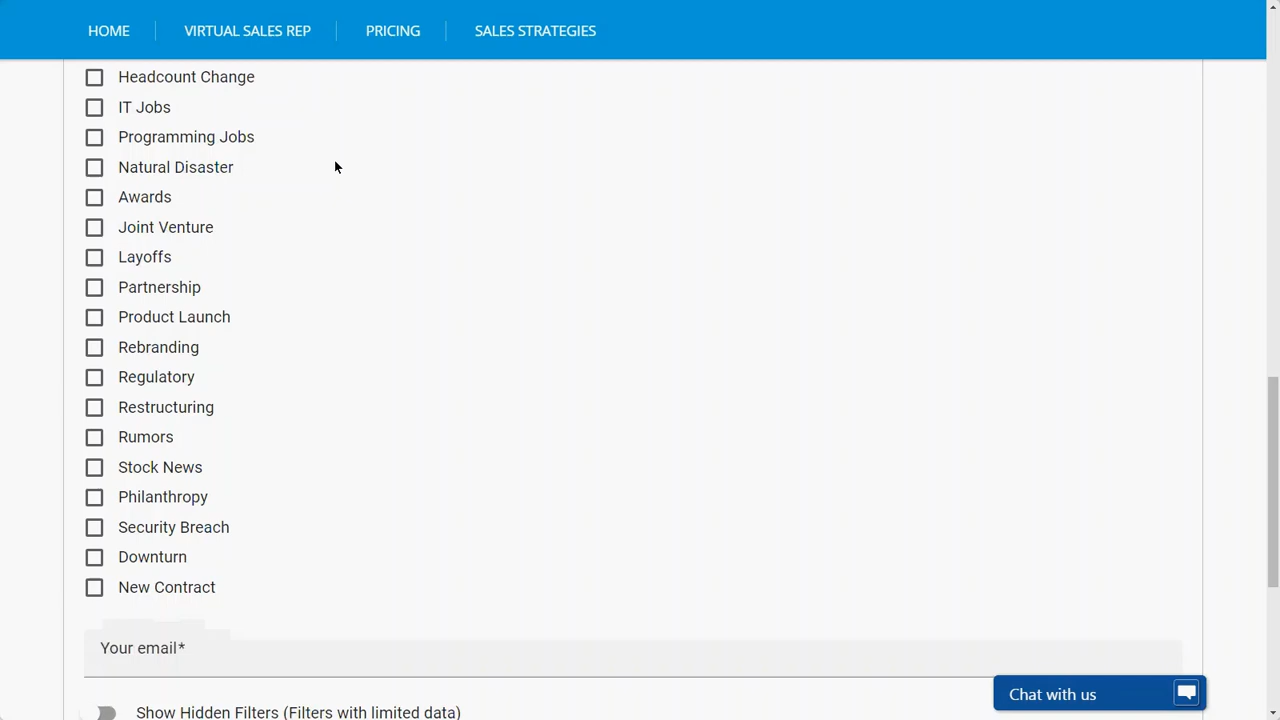 HOME VIRTUAL SALES REP PRICING SALES STRATEGIES
Headcount Change
IT Jobs
Programming Jobs
Natural Disaster
Awards
Joint Venture
Layoffs
Partnership
Product Launch
Rebranding
Regulatory
Restructuring
Rumors
Stock News
Philanthropy
Security Breach
Downturn
New Contract
Your email*
Chat with us
Show Hidden Filters (Filters with limited data)